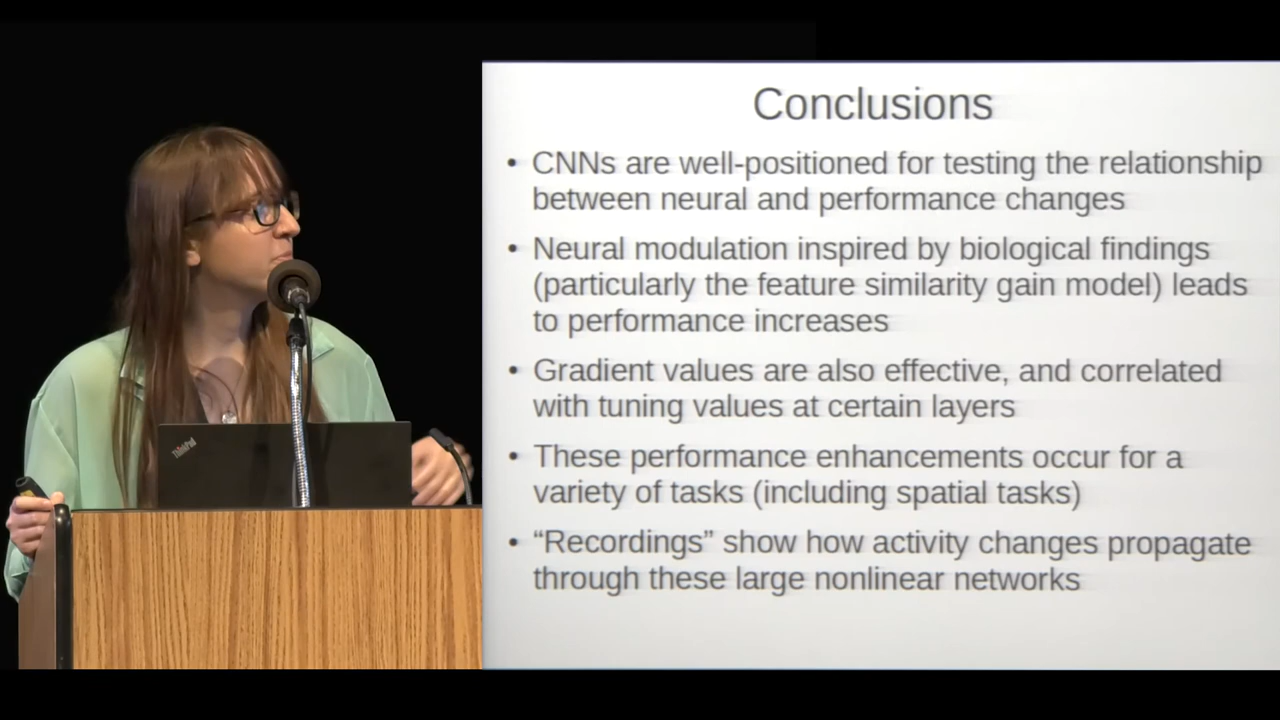 Conclusions
• CNNs are well-positioned for testing the relationship
between neural and performance changes
• Neural modulation inspired by biological findings
(particularly the feature similarity gain model) leads
to performance increases
• Gradient values are also effective, and correlated
with tuning values at certain layers
• These performance enhancements occur for a
variety of tasks (including spatial tasks)
• “Recordings” show how activity changes propagate
through these large nonlinear networks
ThinkPad